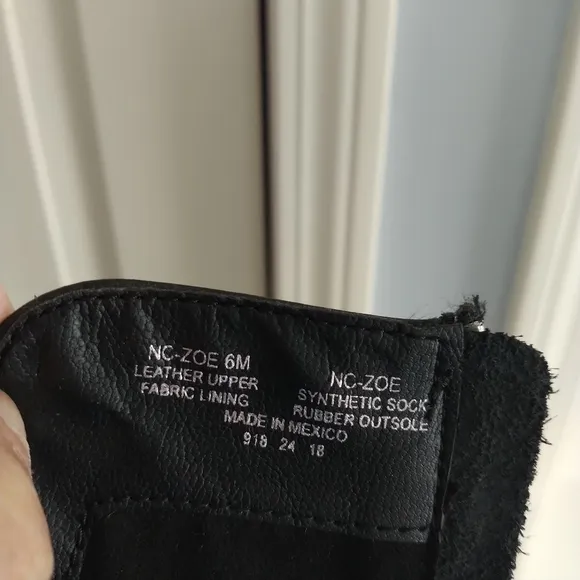 NC-ZOE 6M
LEATHER UPPER
FABRIC LINING
NC-ZOE
SYNTHETIC SOCK
RUBBER OUTSOLE
MADE IN MEXICO
918 24 18